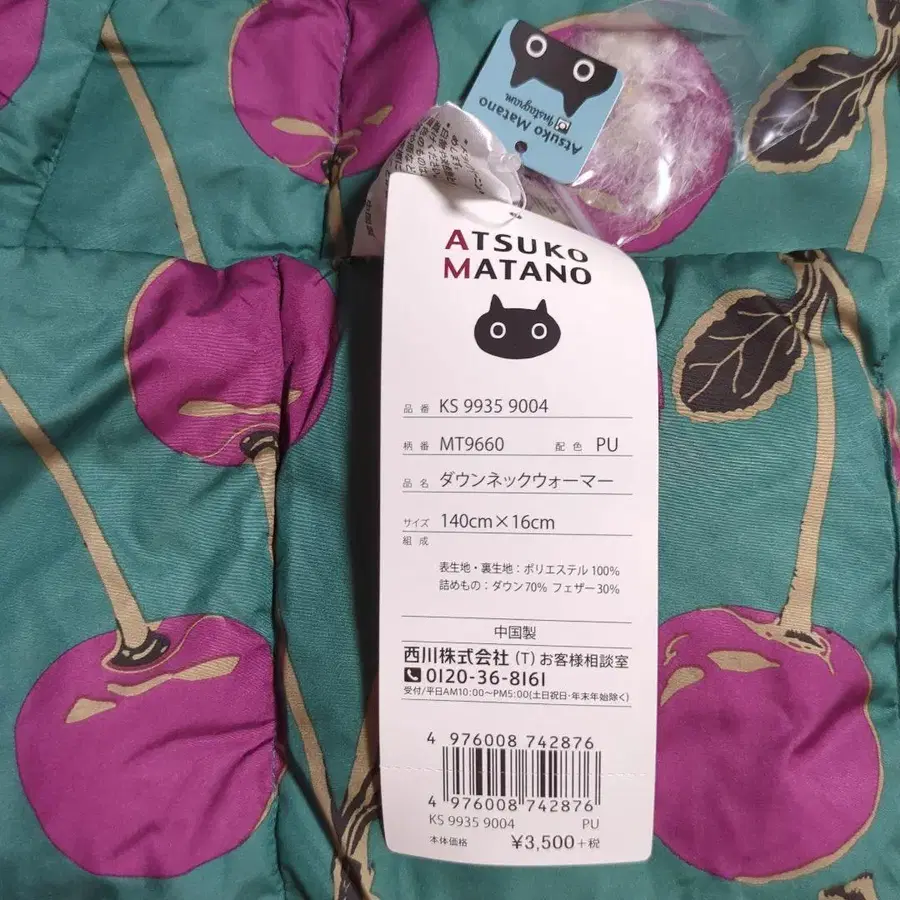 Atsuko Matano
Instagram
ATSUKO
MATANO
品番 KS 9935 9004
柄番 MT9660 配色 PU
品名 ダウンネックウォーマー
サイズ 140cm×16cm
組成
表生地・裏生地：ポリエステル 100%
詰めもの：ダウン 70% フェザー 30%
中国製
西川株式会社 (T) お客様相談室
0120-36-8161
受付/平日AM10:00〜PM5:00(土日祝日・年末年始除く)
4 976008 742876
4 976008 742876
KS 9935 9004 PU
本体価格 ¥3,500+税